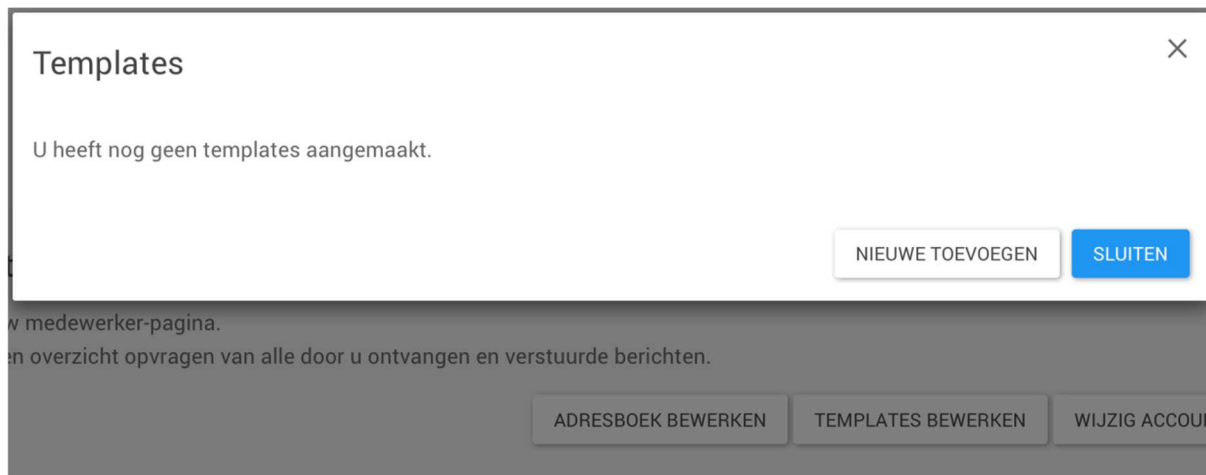 Templates
U heeft nog geen templates aangemaakt.
NIEUWE TOEVOEGEN SLUITEN
medewerker-pagina.
overzicht opvragen van alle door u ontvangen en verstuurde berichten.
ADRESBOEK BEWERKEN TEMPLATES BEWERKEN WIJZIG